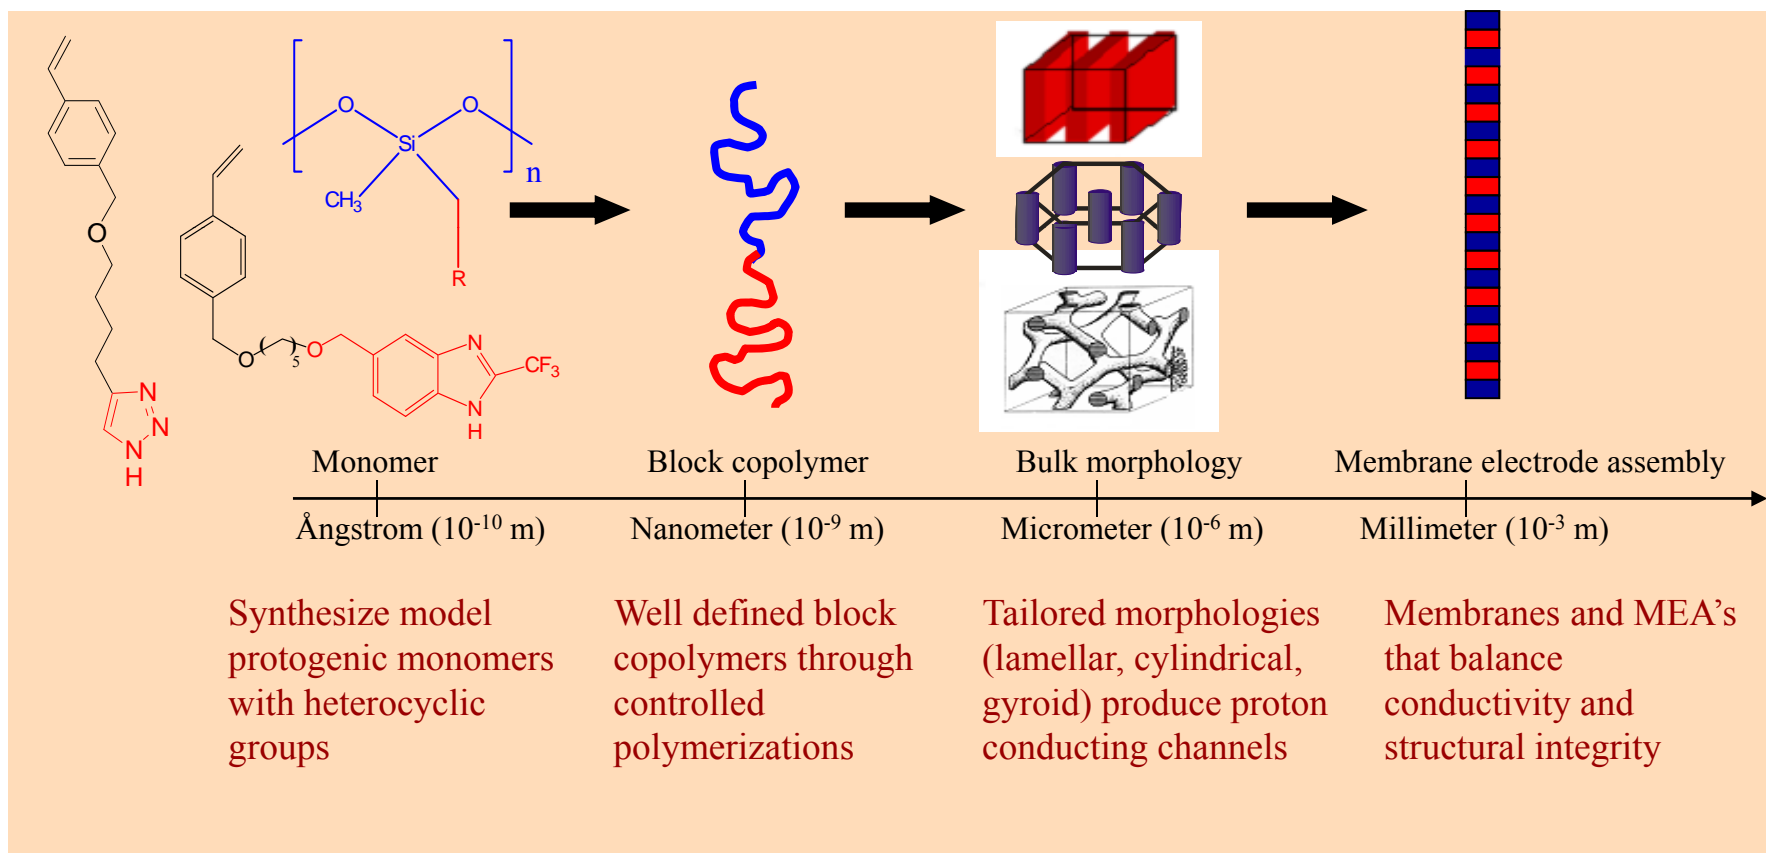 O
N
N
N
H
O
5
O
N
N
H
CF3
O
O
Si
CH3
R
n
Monomer
Block copolymer
Bulk morphology
Membrane electrode assembly
Ångstrom (10-10 m)
Nanometer (10-9 m)
Micrometer (10-6 m)
Millimeter (10-3 m)
Synthesize model
protogenic monomers
with heterocyclic
groups
Well defined block
copolymers through
controlled
polymerizations
Tailored morphologies
(lamellar, cylindrical,
gyroid) produce proton
conducting channels
Membranes and MEA’s
that balance
conductivity and
structural integrity